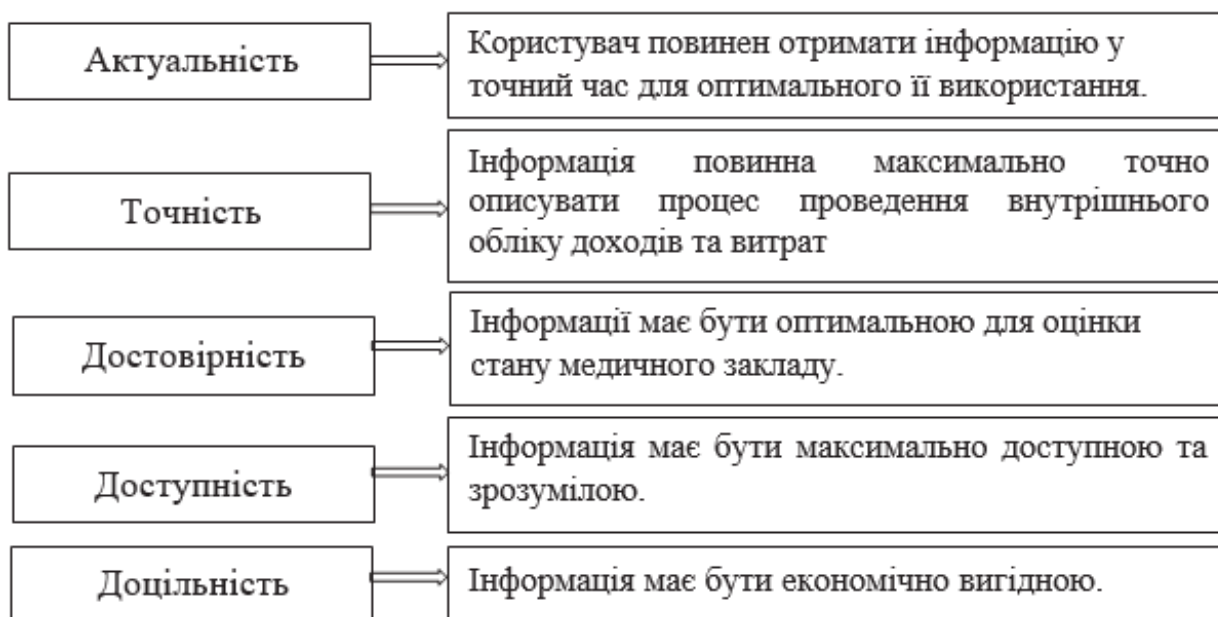 Актуальність
Користувач повинен отримати інформацію у
точний час для оптимального її використання.
Точність
Інформація повинна максимально точно
описувати процес проведення внутрішнього
обліку доходів та витрат
Достовірність
Інформації має бути оптимальною для оцінки
стану медичного закладу.
Доступність
Інформація має бути максимально доступною та
зрозумілою.
Доцільність
Інформація має бути економічно вигідною.